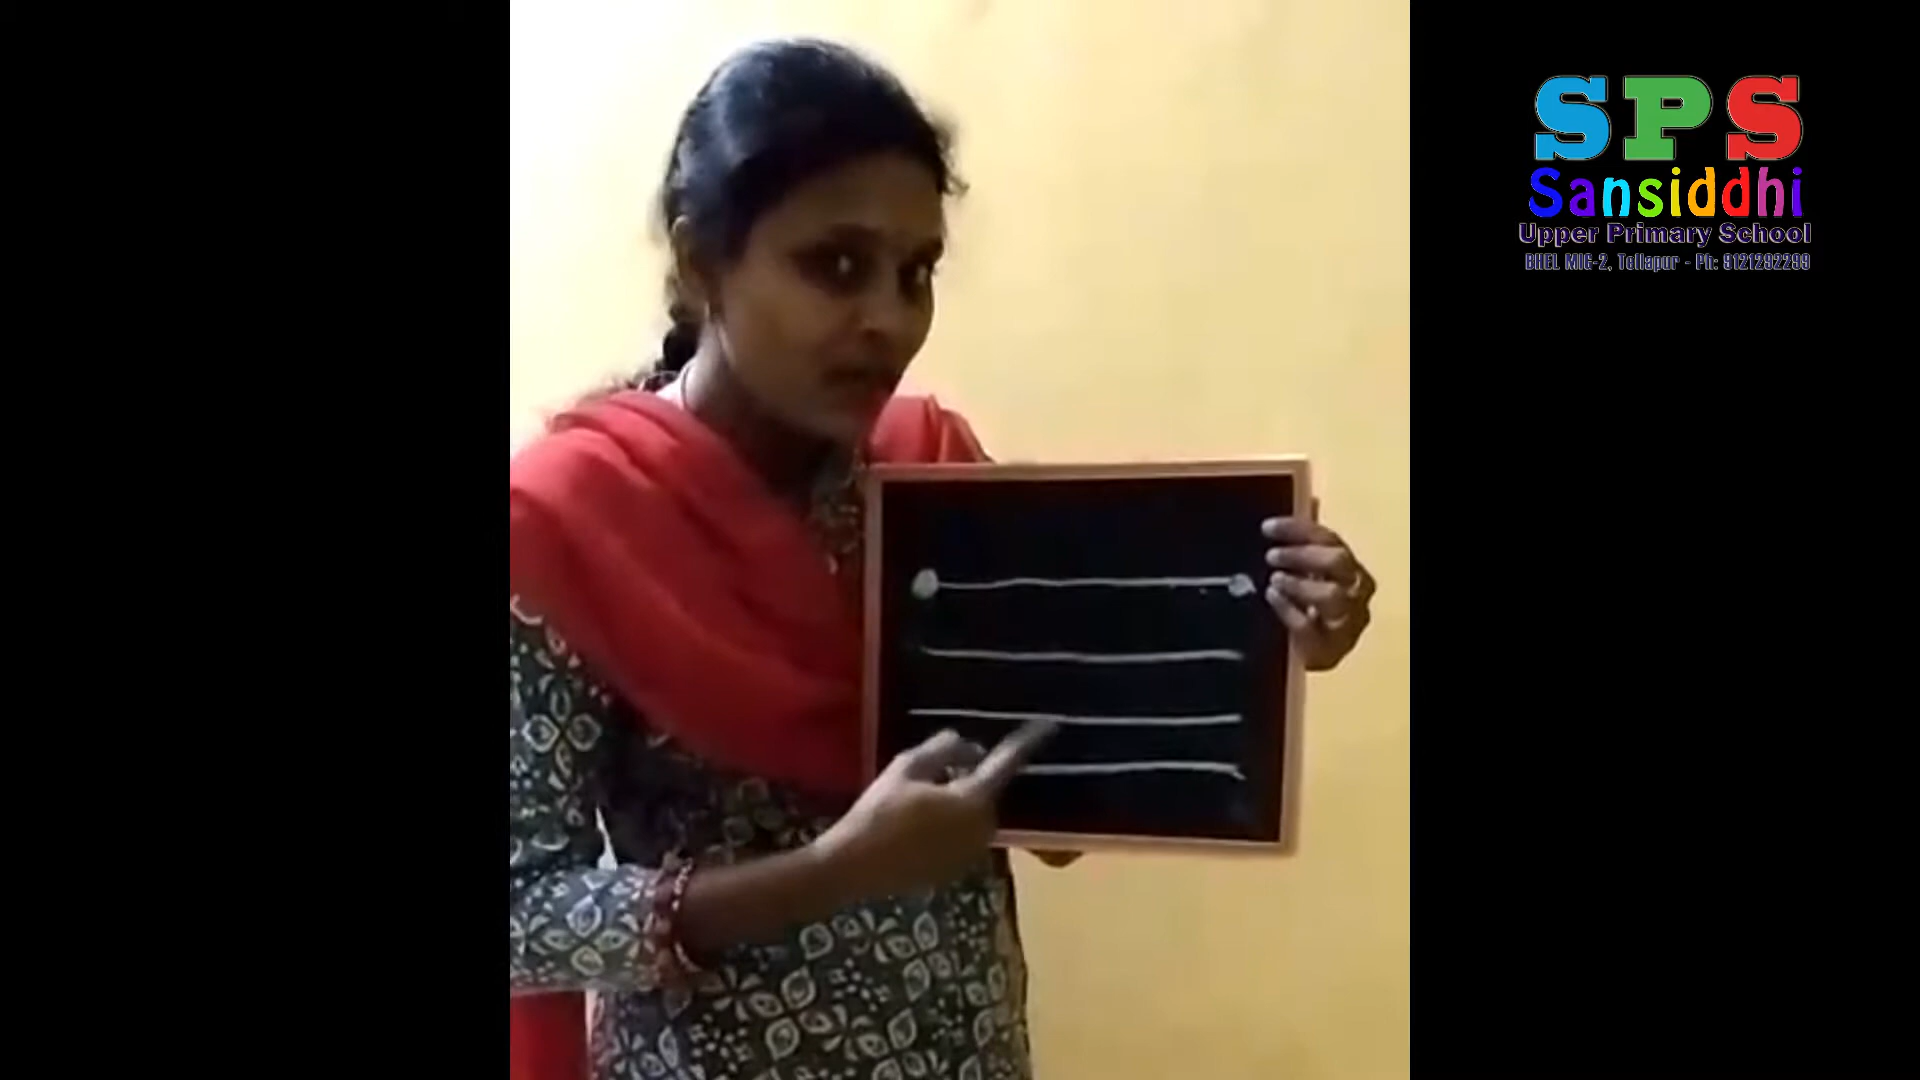 SPS
Sansiddhi
Upper Primary School
BHEL MIG-2, Tellapur - Ph: 9121292299